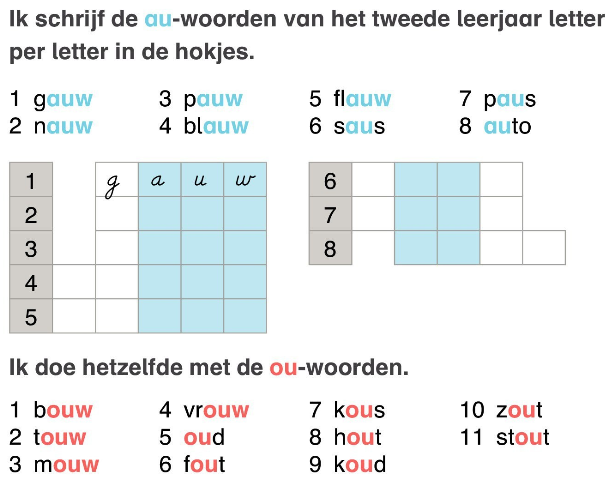 Ik schrijf de au-woorden van het tweede leerjaar letter
per letter in de hokjes.
1 gauw 3 pauw 5 flauw 7 paus
2 nauw 4 blauw 6 saus 8 auto
1 g a u w 6
2 7
3 8
4
5
Ik doe hetzelfde met de ou-woorden.
1 bouw 4 vrouw 7 kous 10 zout
2 touw 5 oud 8 hout 11 stout
3 mouw 6 fout 9 koud